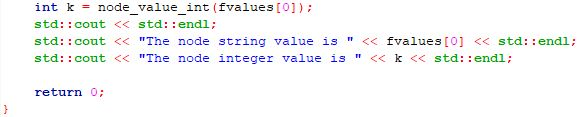 int k = node_value_int(fvalues[0]);
std::cout << std::endl;
std::cout << "The node string value is " << fvalues[0] << std::endl;
std::cout << "The node integer value is " << k << std::endl;
return 0;
}